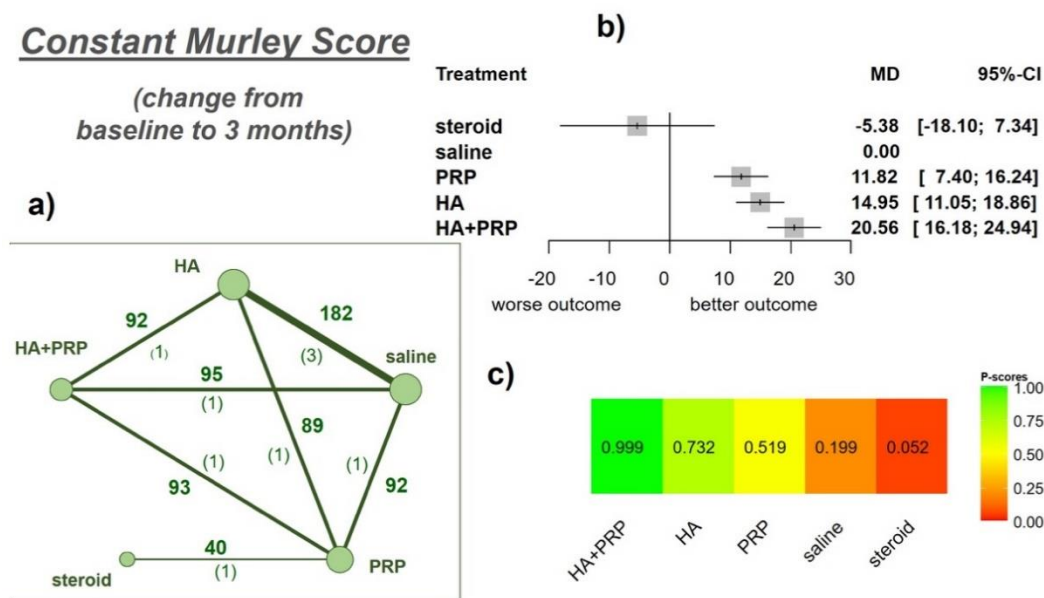 Constant Murley Score
(change from
baseline to 3 months)
b)
Treatment MD 95%-CI
steroid -5.38 [-18.10; 7.34]
saline 0.00
PRP 11.82 [ 7.40; 16.24]
HA 14.95 [ 11.05; 18.86]
HA+PRP 20.56 [ 16.18; 24.94]
-20 -10 0 10 20 30
worse outcome better outcome
a)
HA
92 182
HA+PRP (1) (3) saline
95
(1)
89
(1) (1) (1)
93 92
40
steroid (1) PRP
c)
P-scores
1.00
0.75
0.50
0.25
0.00
0.999 0.732 0.519 0.199 0.052
HA+PRP HA PRP saline steroid